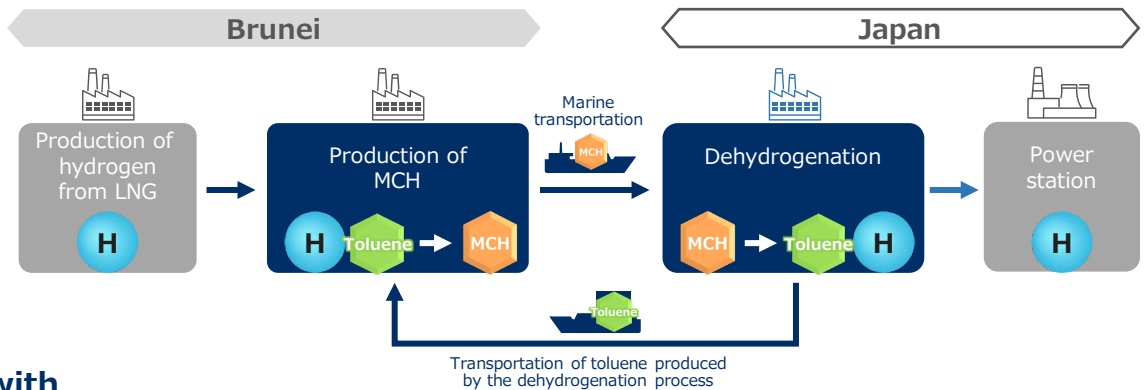 Brunei
Japan
Production of
hydrogen
from LNG
H
Production of
MCH
H
Toluene
MCH
Marine
transportation
MCH
Dehydrogenation
MCH
Toluene
H
Power
station
H
Toluene
Transportation of toluene produced
by the dehydrogenation process
with